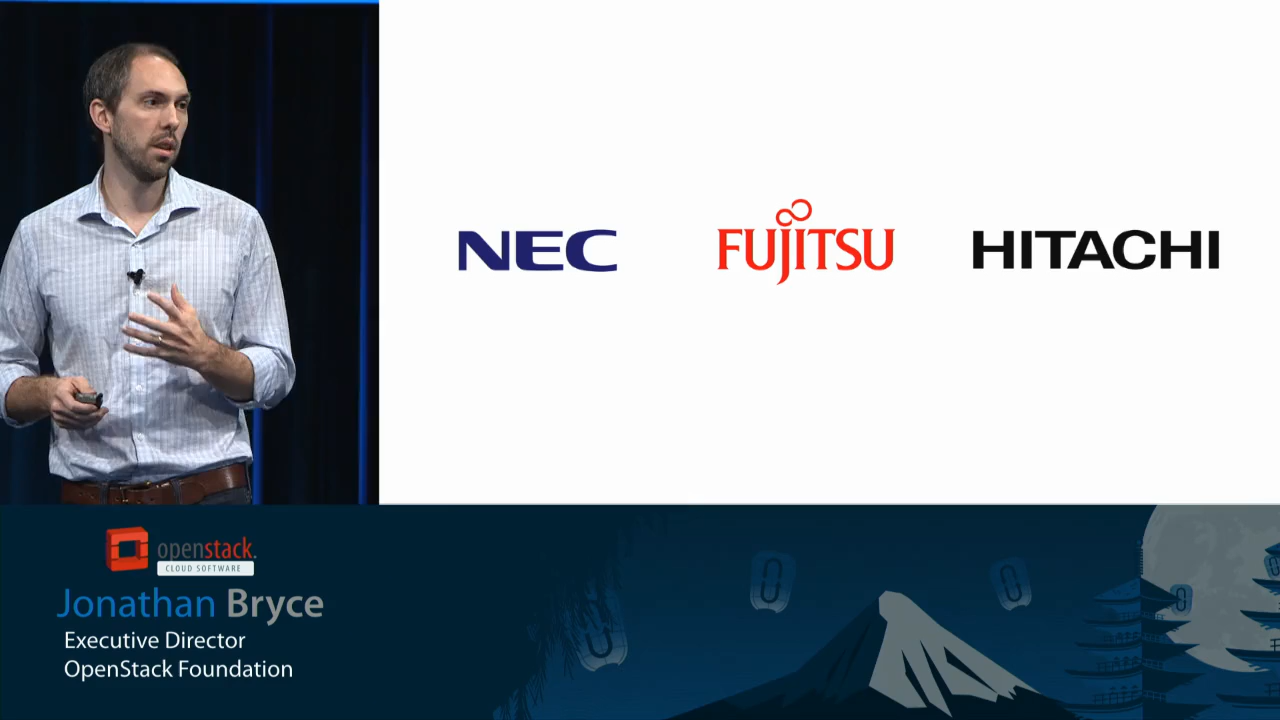 NEC
FUJITSU
HITACHI
openstack.
CLOUD SOFTWARE
Jonathan Bryce
Executive Director
OpenStack Foundation